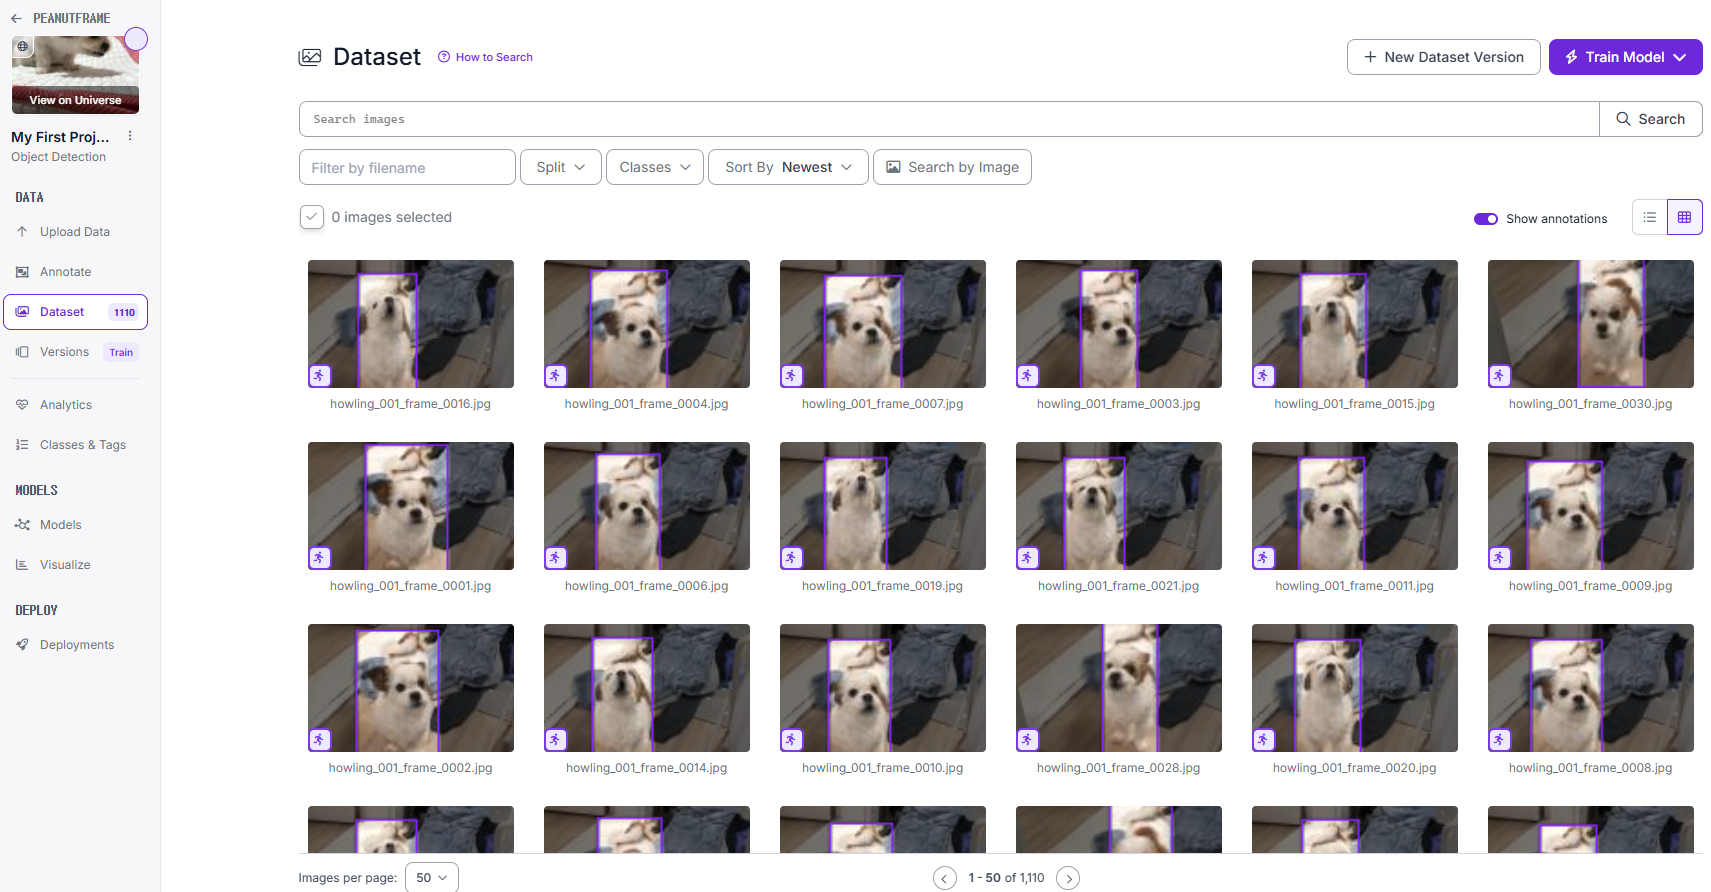 PEANUTFRAME
View on Universe
My First Proj...
Object Detection
DATA
Upload Data
Annotate
Dataset 1110
Versions Train
Analytics
Classes & Tags
MODELS
Models
Visualize
DEPLOY
Deployments
Dataset How to Search
New Dataset Version Train Model
Search images Search
Filter by filename Split Classes Sort By Newest Search by Image
0 images selected Show annotations
howling_001_frame_0016.jpg howling_001_frame_0004.jpg howling_001_frame_0007.jpg howling_001_frame_0003.jpg howling_001_frame_0015.jpg howling_001_frame_0030.jpg
howling_001_frame_0001.jpg howling_001_frame_0006.jpg howling_001_frame_0019.jpg howling_001_frame_0021.jpg howling_001_frame_0011.jpg howling_001_frame_0009.jpg
howling_001_frame_0002.jpg howling_001_frame_0014.jpg howling_001_frame_0010.jpg howling_001_frame_0028.jpg howling_001_frame_0020.jpg howling_001_frame_0008.jpg
Images per page: 50 1 - 50 of 1,110